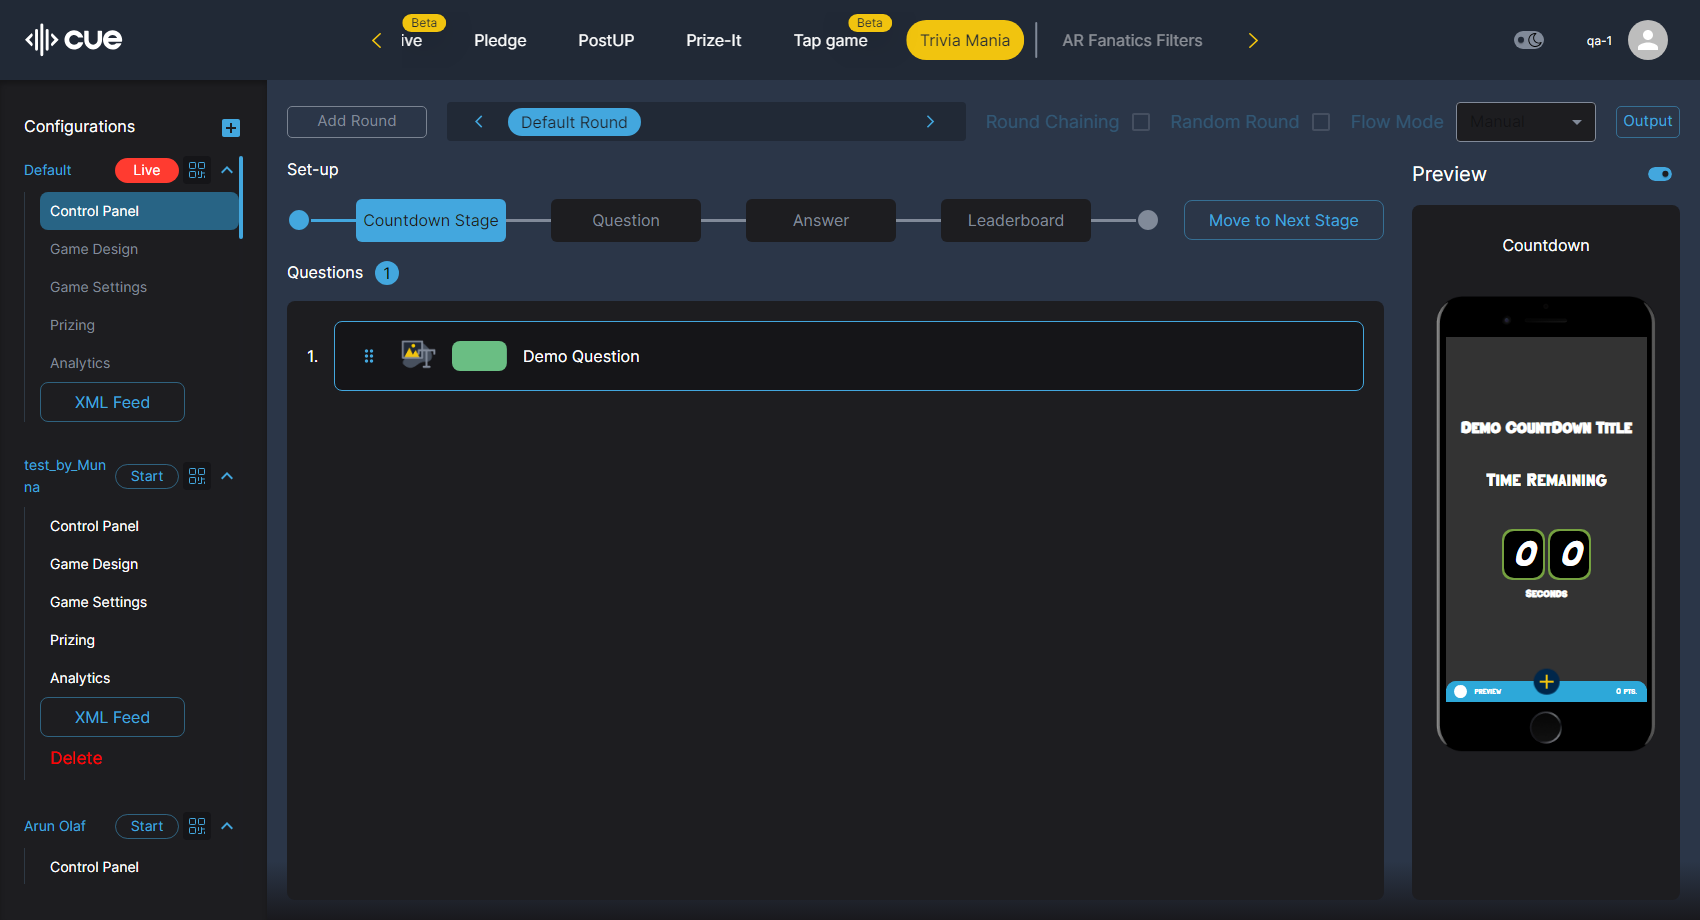 cue
Beta
ive
Pledge
PostUP
Prize-It
Tap game
Beta
Trivia Mania
AR Fanatics Filters
qa-1
Configurations
Default
Live
Control Panel
Game Design
Game Settings
Prizing
Analytics
XML Feed
test_by_Mun
na
Start
Control Panel
Game Design
Game Settings
Prizing
Analytics
XML Feed
Delete
Arun Olaf
Start
Control Panel
Add Round
Default Round
Round Chaining
Random Round
Flow Mode
Manual
Output
Set-up
Countdown Stage
Question
Answer
Leaderboard
Move to Next Stage
Questions 1
1.
Demo Question
Preview
Countdown
Demo CountDown Title
Time Remaining
0 0
Seconds
PREVIEW
0 PTS.